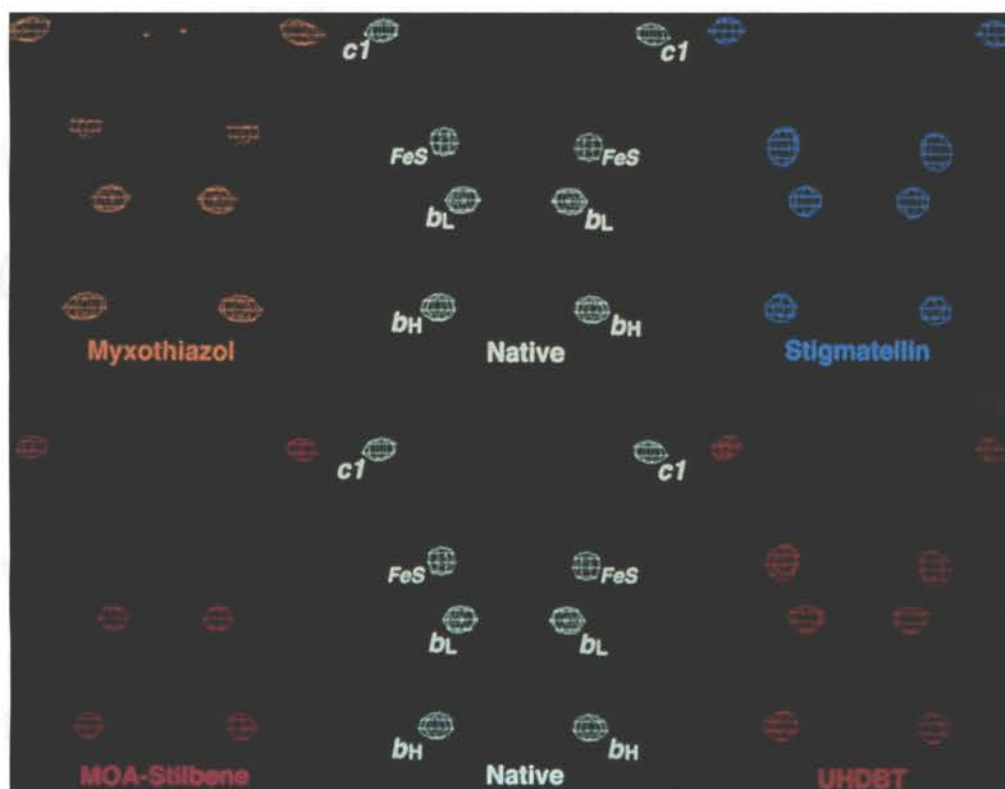 c1 c1
FeS FeS
bL bL
bH bH
Myxothiazol Native Stigmatellin
c1 c1
FeS FeS
bL bL
bH bH
MOA-Stilbene Native UHDBT